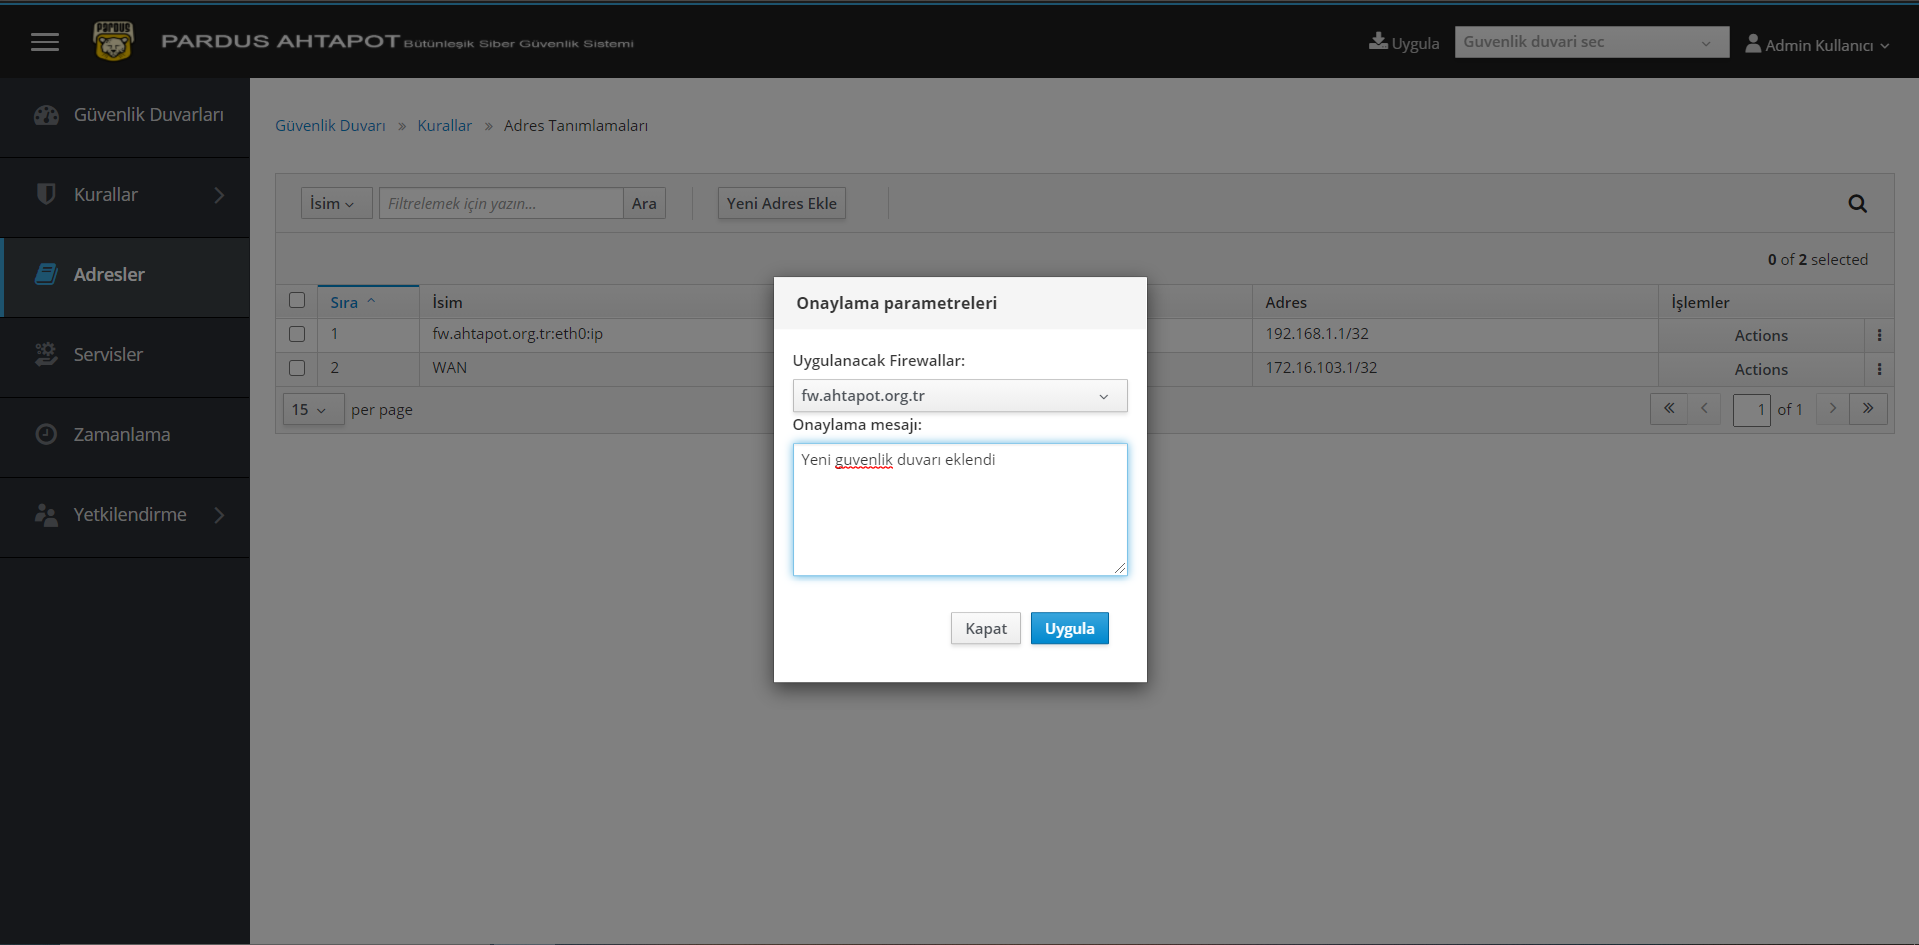 PARDUS AHTAPOT Bütünleşik Siber Güvenlik Sistemi
Uygula
Guvenlik duvari sec
Admin Kullanıcı
Güvenlik Duvarları
Kurallar
Adresler
Servisler
Zamanlama
Yetkilendirme
Güvenlik Duvarı » Kurallar » Adres Tanımlamaları
İsim
Filtrelemek için yazın...
Ara
Yeni Adres Ekle
0 of 2 selected
Sıra İsim Adres İşlemler
1 fw.ahtapot.org.tr:eth0:ip 192.168.1.1/32 Actions
2 WAN 172.16.103.1/32 Actions
15 per page
1 of 1
Onaylama parametreleri
Uygulanacak Firewallar:
fw.ahtapot.org.tr
Onaylama mesajı:
Yeni guvenlik duvarı eklendi
Kapat
Uygula
PARDUS